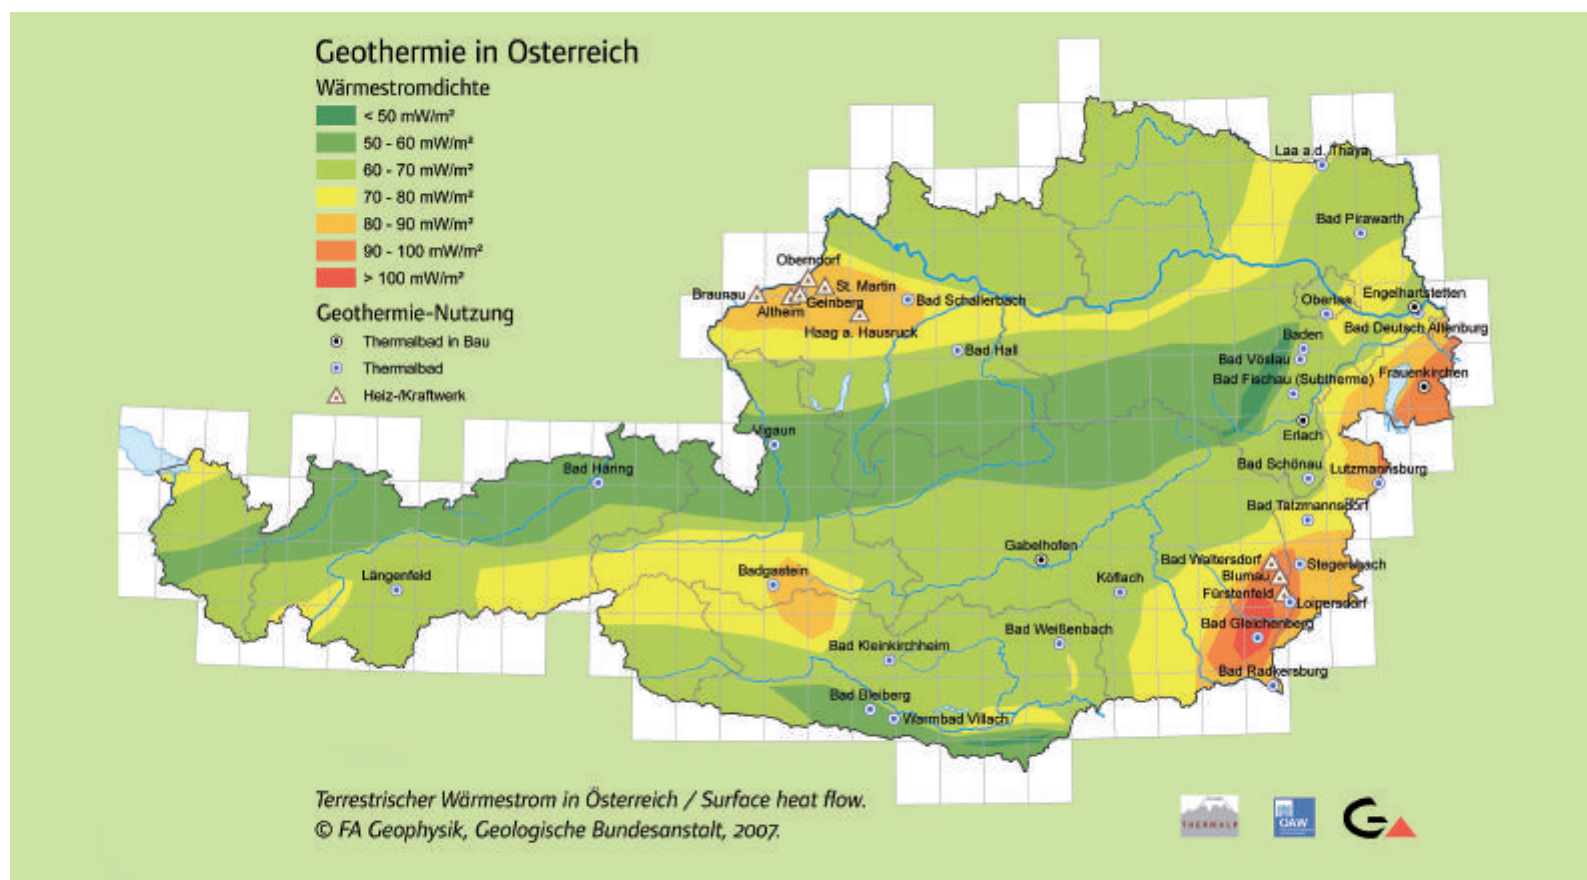 Geothermie in Österreich
Wärmestromdichte
< 50 mW/m²
50 - 60 mW/m²
60 - 70 mW/m²
70 - 80 mW/m²
80 - 90 mW/m²
90 - 100 mW/m²
> 100 mW/m²
Geothermie-Nutzung
Thermalbad in Bau
Thermalbad
Heiz-/Kraftwerk
Laa a.d. Thaya
Bad Pirawarth
Oberndorf
Braunau
St. Martin
Geinberg
Altheim
Haag a. Hausruck
Bad Schallerbach
Bad Hall
Engelhartstetten
Oberlaa
Bad Deutsch Altenburg
Baden
Bad Vöslau
Bad Fischau (Subtherme)
Frauenkirchen
Erlach
Vigaun
Bad Häring
Bad Schönau
Lutzmannsburg
Bad Tatzmannsdorf
Gabelhofen
Bad Waltersdorf
Stegersbach
Blumau
Badgastein
Längenfeld
Köflach
Fürstenfeld
Loipersdorf
Bad Gleichenberg
Bad Weißenbach
Bad Kleinkirchheim
Bad Radkersburg
Bad Bleiberg
Warmbad Villach
Terrestrischer Wärmestrom in Österreich / Surface heat flow.
© FA Geophysik, Geologische Bundesanstalt, 2007.
THERMALP
ÖAW